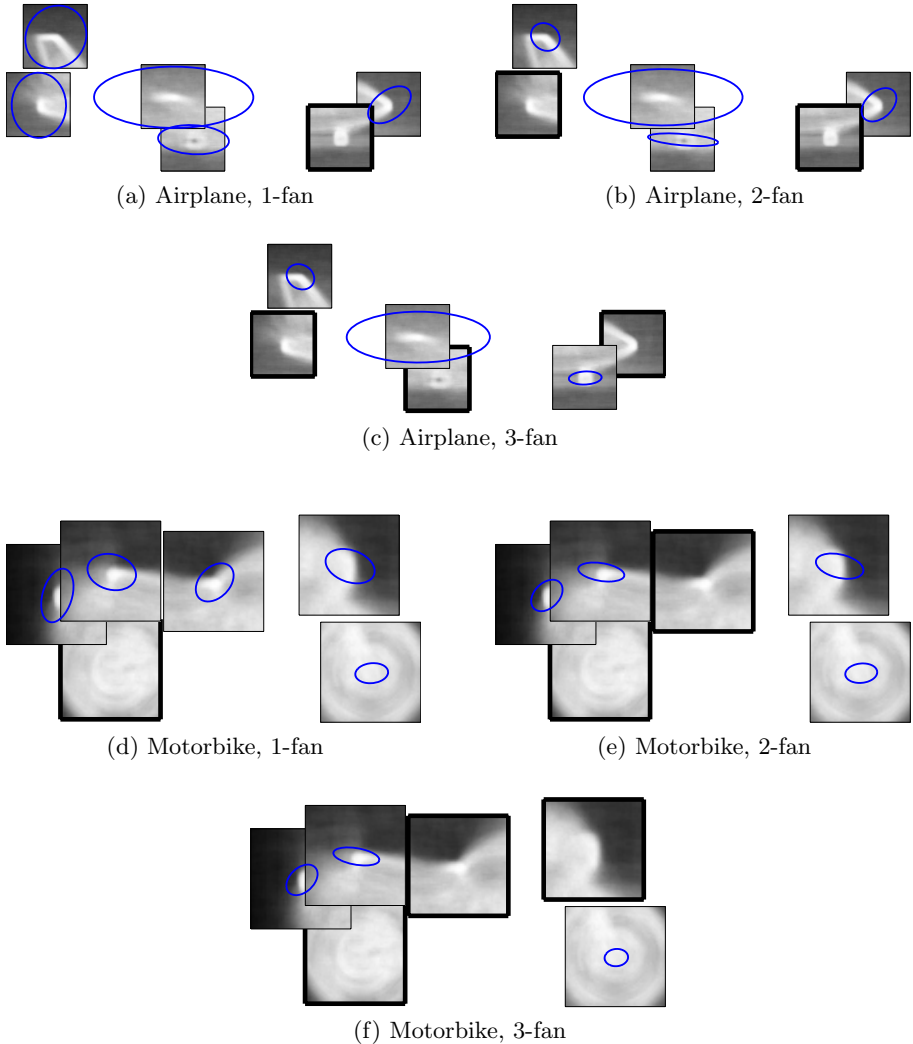 (a) Airplane, 1-fan
(b) Airplane, 2-fan
(c) Airplane, 3-fan
(d) Motorbike, 1-fan
(e) Motorbike, 2-fan
(f) Motorbike, 3-fan